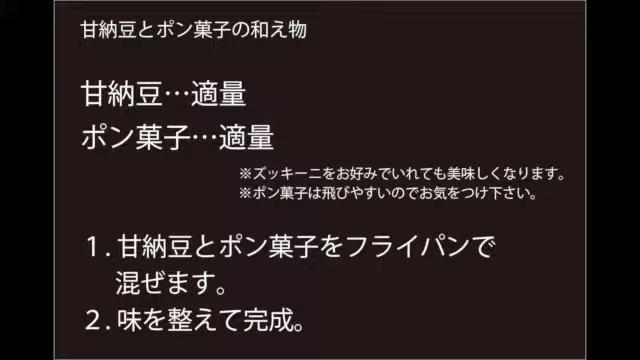 甘納豆とポン菓子の和え物
甘納豆…適量
ポン菓子…適量
※ズッキーニをお好みでいれても美味しくなります。
※ポン菓子は飛びやすいのでお気をつけ下さい。
１. 甘納豆とポン菓子をフライパンで
混ぜます。
２. 味を整えて完成。